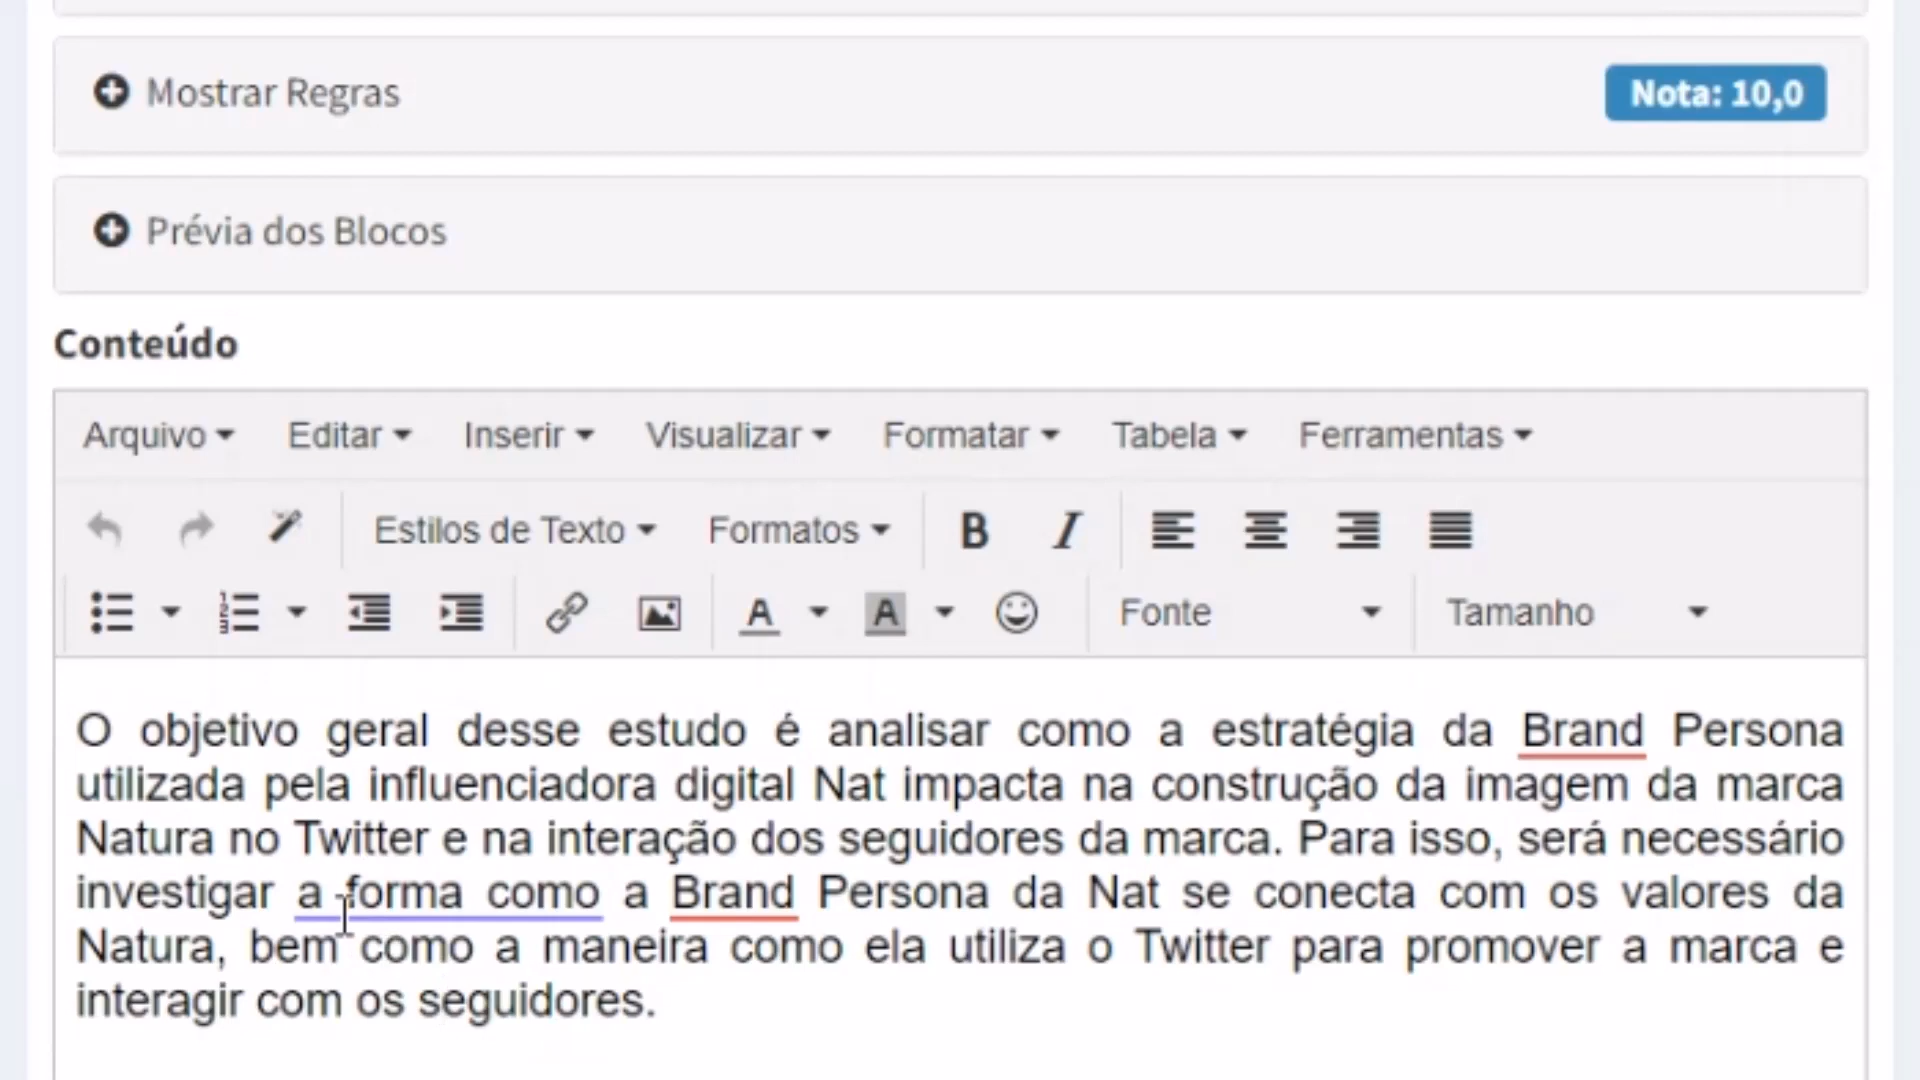 Mostrar Regras
Nota: 10,0
Prévia dos Blocos
Conteúdo
Arquivo Editar Inserir Visualizar Formatar Tabela Ferramentas
Estilos de Texto Formatos B I
A A Fonte Tamanho
O objetivo geral desse estudo é analisar como a estratégia da Brand Persona
utilizada pela influenciadora digital Nat impacta na construção da imagem da marca
Natura no Twitter e na interação dos seguidores da marca. Para isso, será necessário
investigar a forma como a Brand Persona da Nat se conecta com os valores da
Natura, bem como a maneira como ela utiliza o Twitter para promover a marca e
interagir com os seguidores.